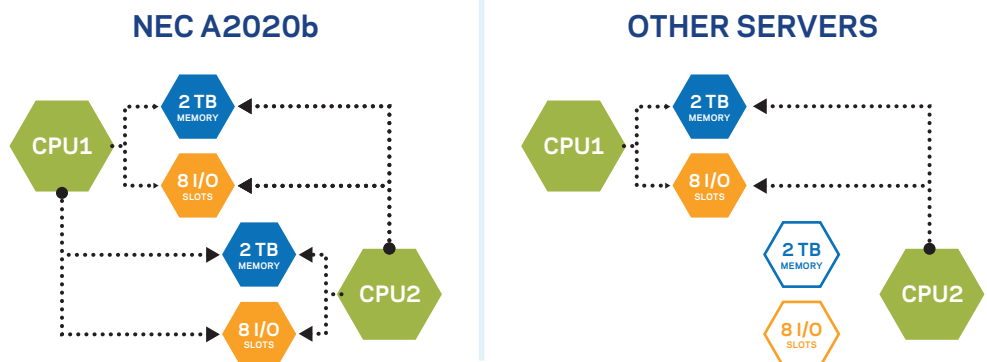 NEC A2020b
CPU1
2 TB
MEMORY
8 I/O
SLOTS
2 TB
MEMORY
8 I/O
SLOTS
CPU2
OTHER SERVERS
CPU1
2 TB
MEMORY
8 I/O
SLOTS
2 TB
MEMORY
8 I/O
SLOTS
CPU2